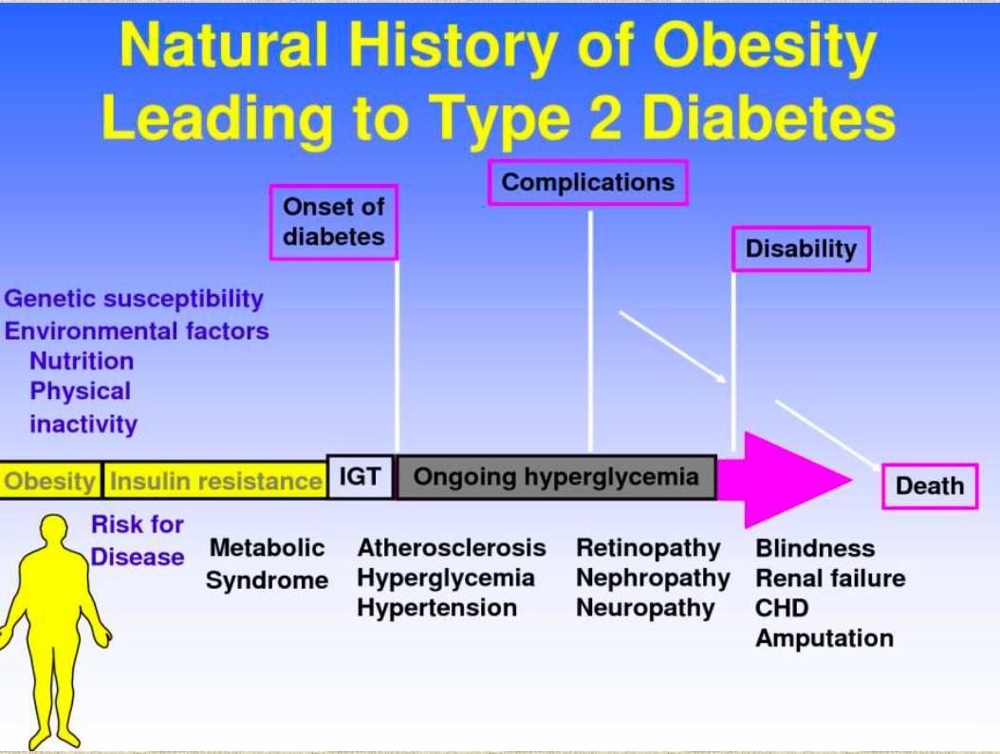 Natural History of Obesity
Leading to Type 2 Diabetes
Complications
Onset of
diabetes
Disability
Genetic susceptibility
Environmental factors
Nutrition
Physical
inactivity
Obesity
Insulin resistance
IGT
Ongoing hyperglycemia
Death
Risk for
Disease
Metabolic
Syndrome
Atherosclerosis
Hyperglycemia
Hypertension
Retinopathy
Nephropathy
Neuropathy
Blindness
Renal failure
CHD
Amputation